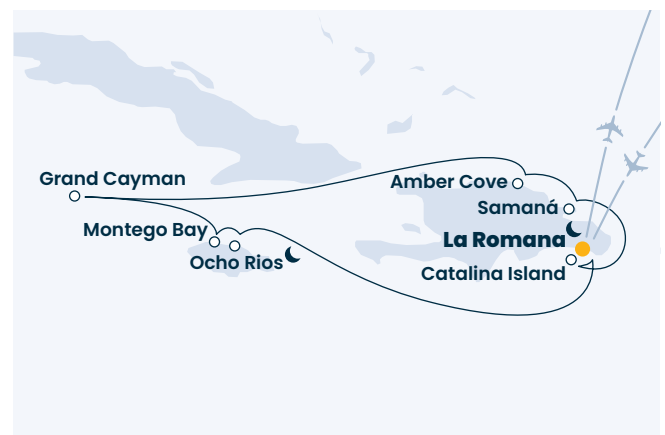 Grand Cayman
Amber Cove
Samaná
Montego Bay
La Romana
Ocho Rios
Catalina Island